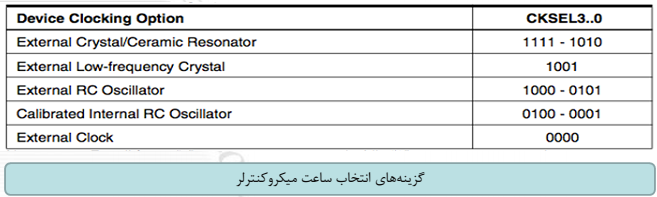 Device Clocking Option CKSEL3..0
External Crystal/Ceramic Resonator 1111 - 1010
External Low-frequency Crystal 1001
External RC Oscillator 1000 - 0101
Calibrated Internal RC Oscillator 0100 - 0001
External Clock 0000
گزینه‌های انتخاب ساعت میکروکنترلر